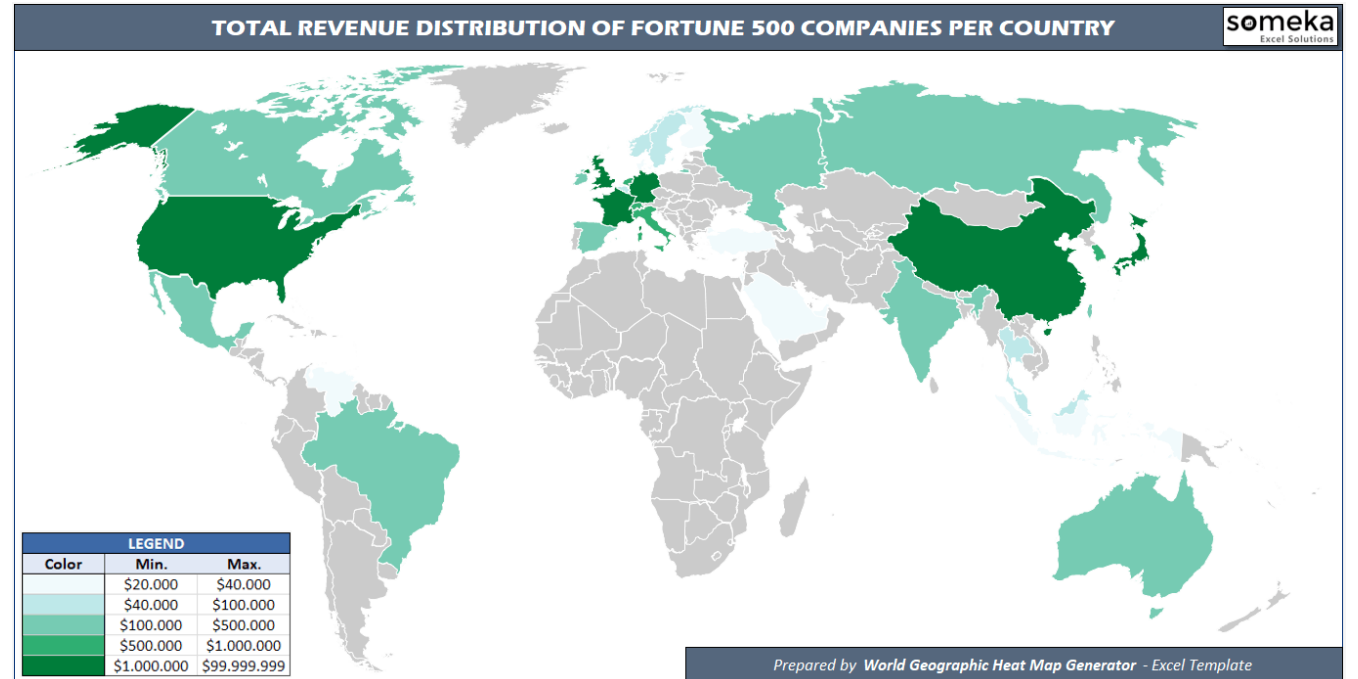 TOTAL REVENUE DISTRIBUTION OF FORTUNE 500 COMPANIES PER COUNTRY
someka
Excel Solutions
LEGEND
Color Min. Max.
$20.000 $40.000
$40.000 $100.000
$100.000 $500.000
$500.000 $1.000.000
$1.000.000 $99.999.999
Prepared by World Geographic Heat Map Generator - Excel Template